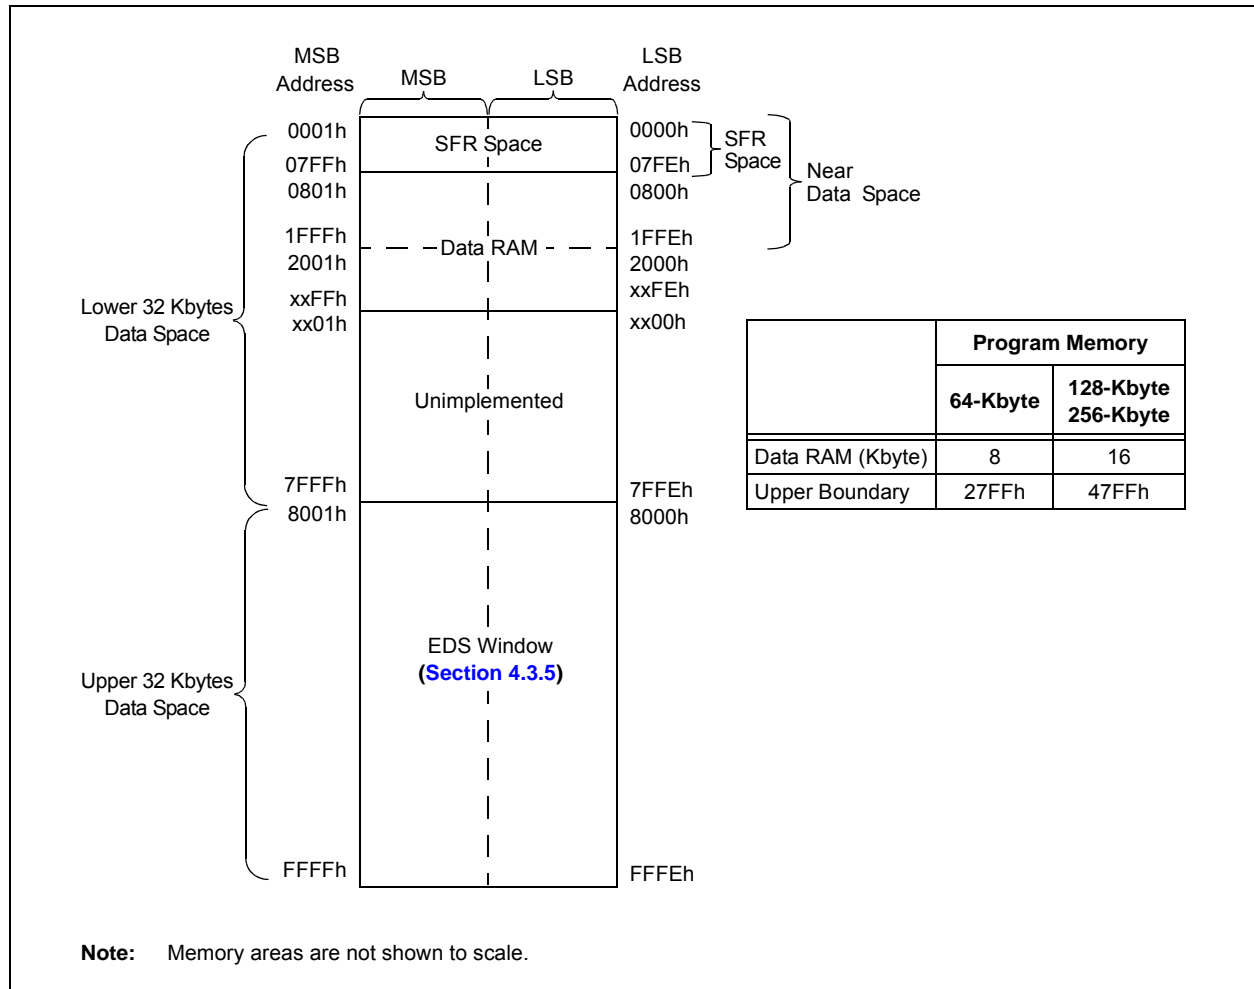 MSB Address
LSB Address
MSB
LSB
0001h
SFR Space
0000h
SFR Space
07FFh
07FEh
Near Data Space
0801h
0800h
1FFFh
Data RAM
1FFEh
2001h
2000h
xxFFh
xxFEh
Lower 32 Kbytes Data Space
xx01h
xx00h
Unimplemented
7FFFh
7FFEh
8001h
8000h
EDS Window
(Section 4.3.5)
Upper 32 Kbytes Data Space
FFFFh
FFFEh
Program Memory
64-Kbyte
128-Kbyte 256-Kbyte
Data RAM (Kbyte) 8 16
Upper Boundary 27FFh 47FFh
Note: Memory areas are not shown to scale.